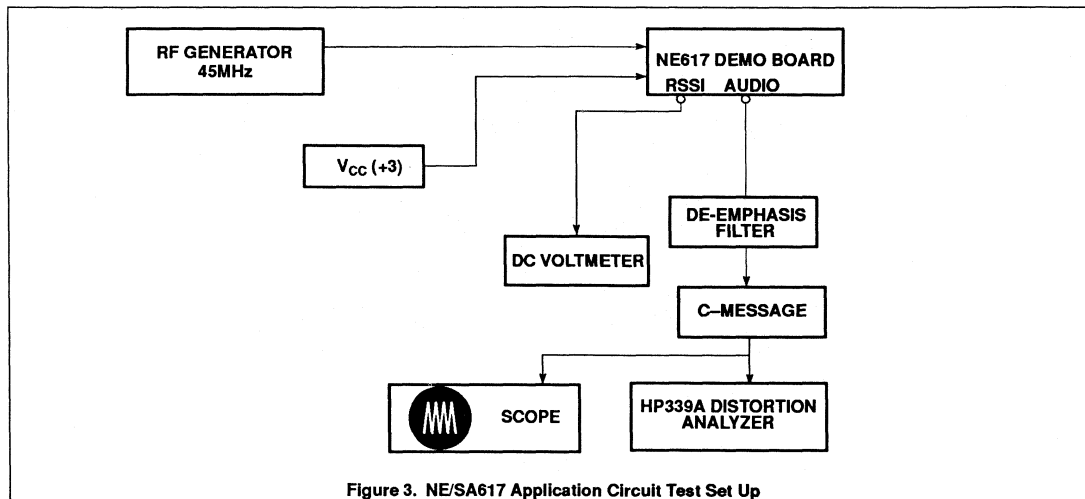 RF GENERATOR
45MHz
NE617 DEMO BOARD
RSSI AUDIO
VCC (+3)
DE-EMPHASIS
FILTER
DC VOLTMETER
C–MESSAGE
SCOPE
HP339A DISTORTION
ANALYZER
Figure 3. NE/SA617 Application Circuit Test Set Up